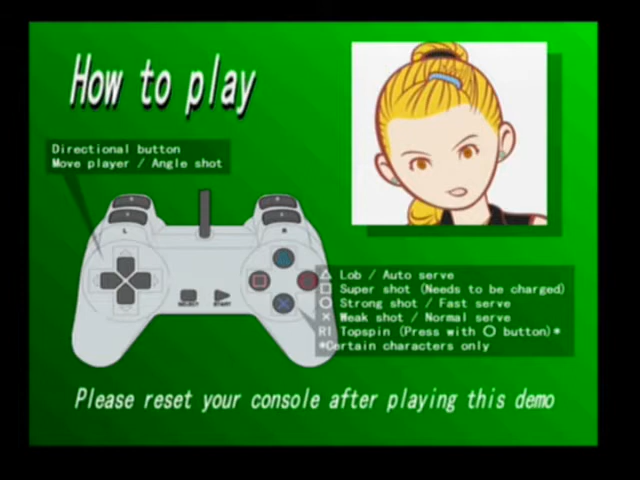 How to play
Directional button
Move player / Angle shot
L
R
SELECT
START
△ Lob / Auto serve
□ Super shot (Needs to be charged)
○ Strong shot / Fast serve
× Weak shot / Normal serve
R1 Topspin (Press with ○ button)*
*Certain characters only
Please reset your console after playing this demo